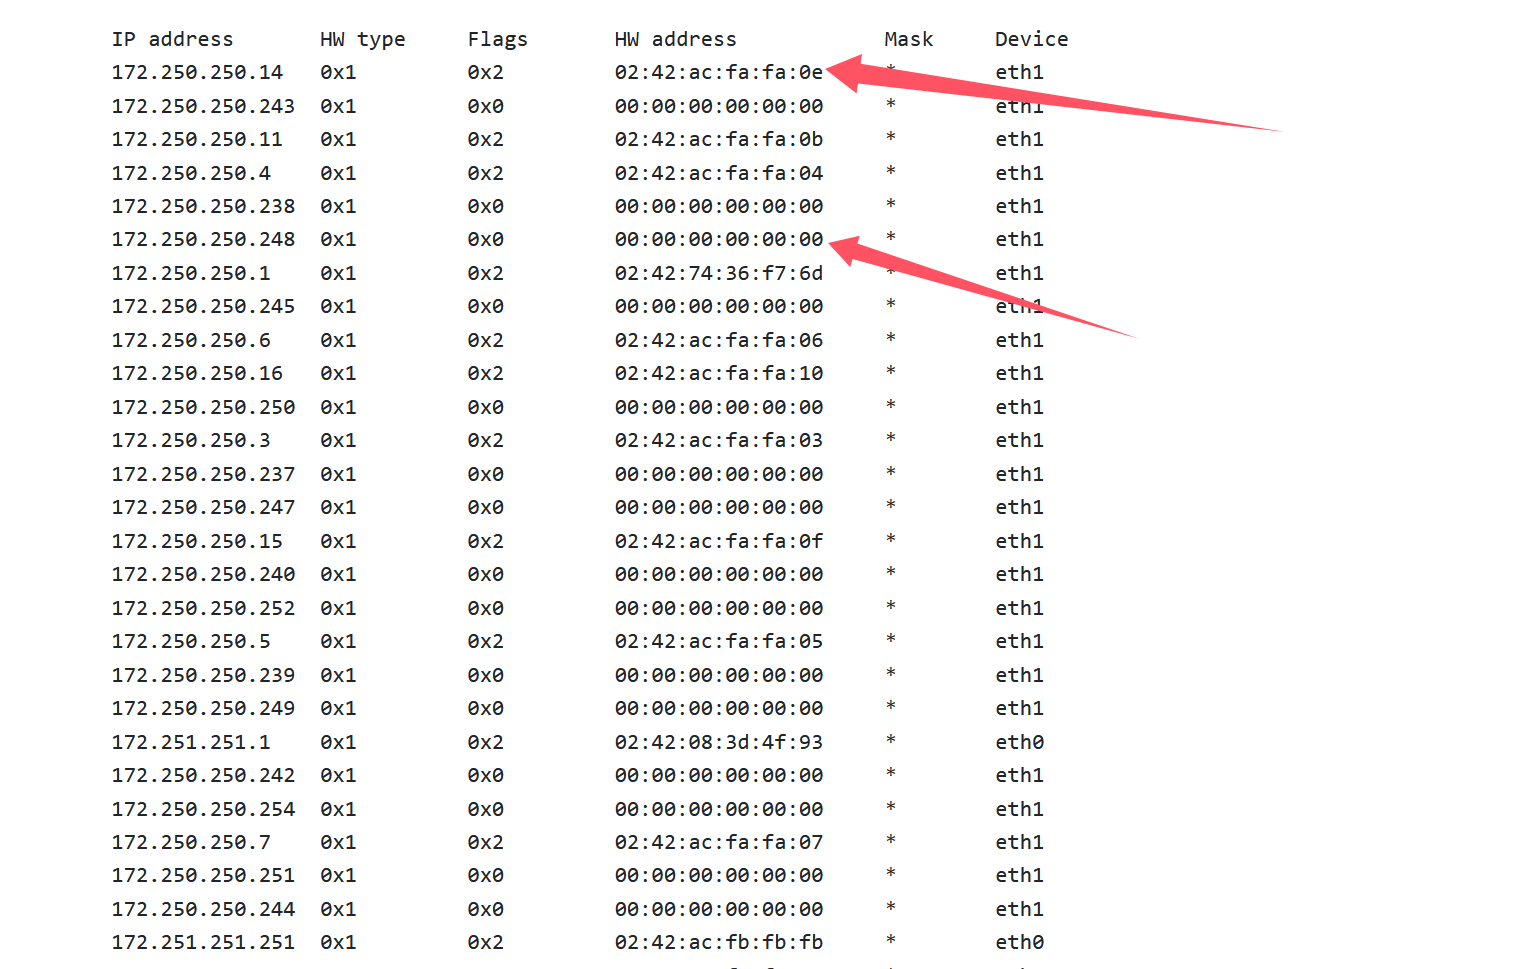 IP address HW type Flags HW address Mask Device
172.250.250.14 0x1 0x2 02:42:ac:fa:fa:0e * eth1
172.250.250.243 0x1 0x0 00:00:00:00:00:00 * eth1
172.250.250.11 0x1 0x2 02:42:ac:fa:fa:0b * eth1
172.250.250.4 0x1 0x2 02:42:ac:fa:fa:04 * eth1
172.250.250.238 0x1 0x0 00:00:00:00:00:00 * eth1
172.250.250.248 0x1 0x0 00:00:00:00:00:00 * eth1
172.250.250.1 0x1 0x2 02:42:74:36:f7:6d * eth1
172.250.250.245 0x1 0x0 00:00:00:00:00:00 * eth1
172.250.250.6 0x1 0x2 02:42:ac:fa:fa:06 * eth1
172.250.250.16 0x1 0x2 02:42:ac:fa:fa:10 * eth1
172.250.250.250 0x1 0x0 00:00:00:00:00:00 * eth1
172.250.250.3 0x1 0x2 02:42:ac:fa:fa:03 * eth1
172.250.250.237 0x1 0x0 00:00:00:00:00:00 * eth1
172.250.250.247 0x1 0x0 00:00:00:00:00:00 * eth1
172.250.250.15 0x1 0x2 02:42:ac:fa:fa:0f * eth1
172.250.250.240 0x1 0x0 00:00:00:00:00:00 * eth1
172.250.250.252 0x1 0x0 00:00:00:00:00:00 * eth1
172.250.250.5 0x1 0x2 02:42:ac:fa:fa:05 * eth1
172.250.250.239 0x1 0x0 00:00:00:00:00:00 * eth1
172.250.250.249 0x1 0x0 00:00:00:00:00:00 * eth1
172.251.251.1 0x1 0x2 02:42:08:3d:4f:93 * eth0
172.250.250.242 0x1 0x0 00:00:00:00:00:00 * eth1
172.250.250.254 0x1 0x0 00:00:00:00:00:00 * eth1
172.250.250.7 0x1 0x2 02:42:ac:fa:fa:07 * eth1
172.250.250.251 0x1 0x0 00:00:00:00:00:00 * eth1
172.250.250.244 0x1 0x0 00:00:00:00:00:00 * eth1
172.251.251.251 0x1 0x2 02:42:ac:fb:fb:fb * eth0